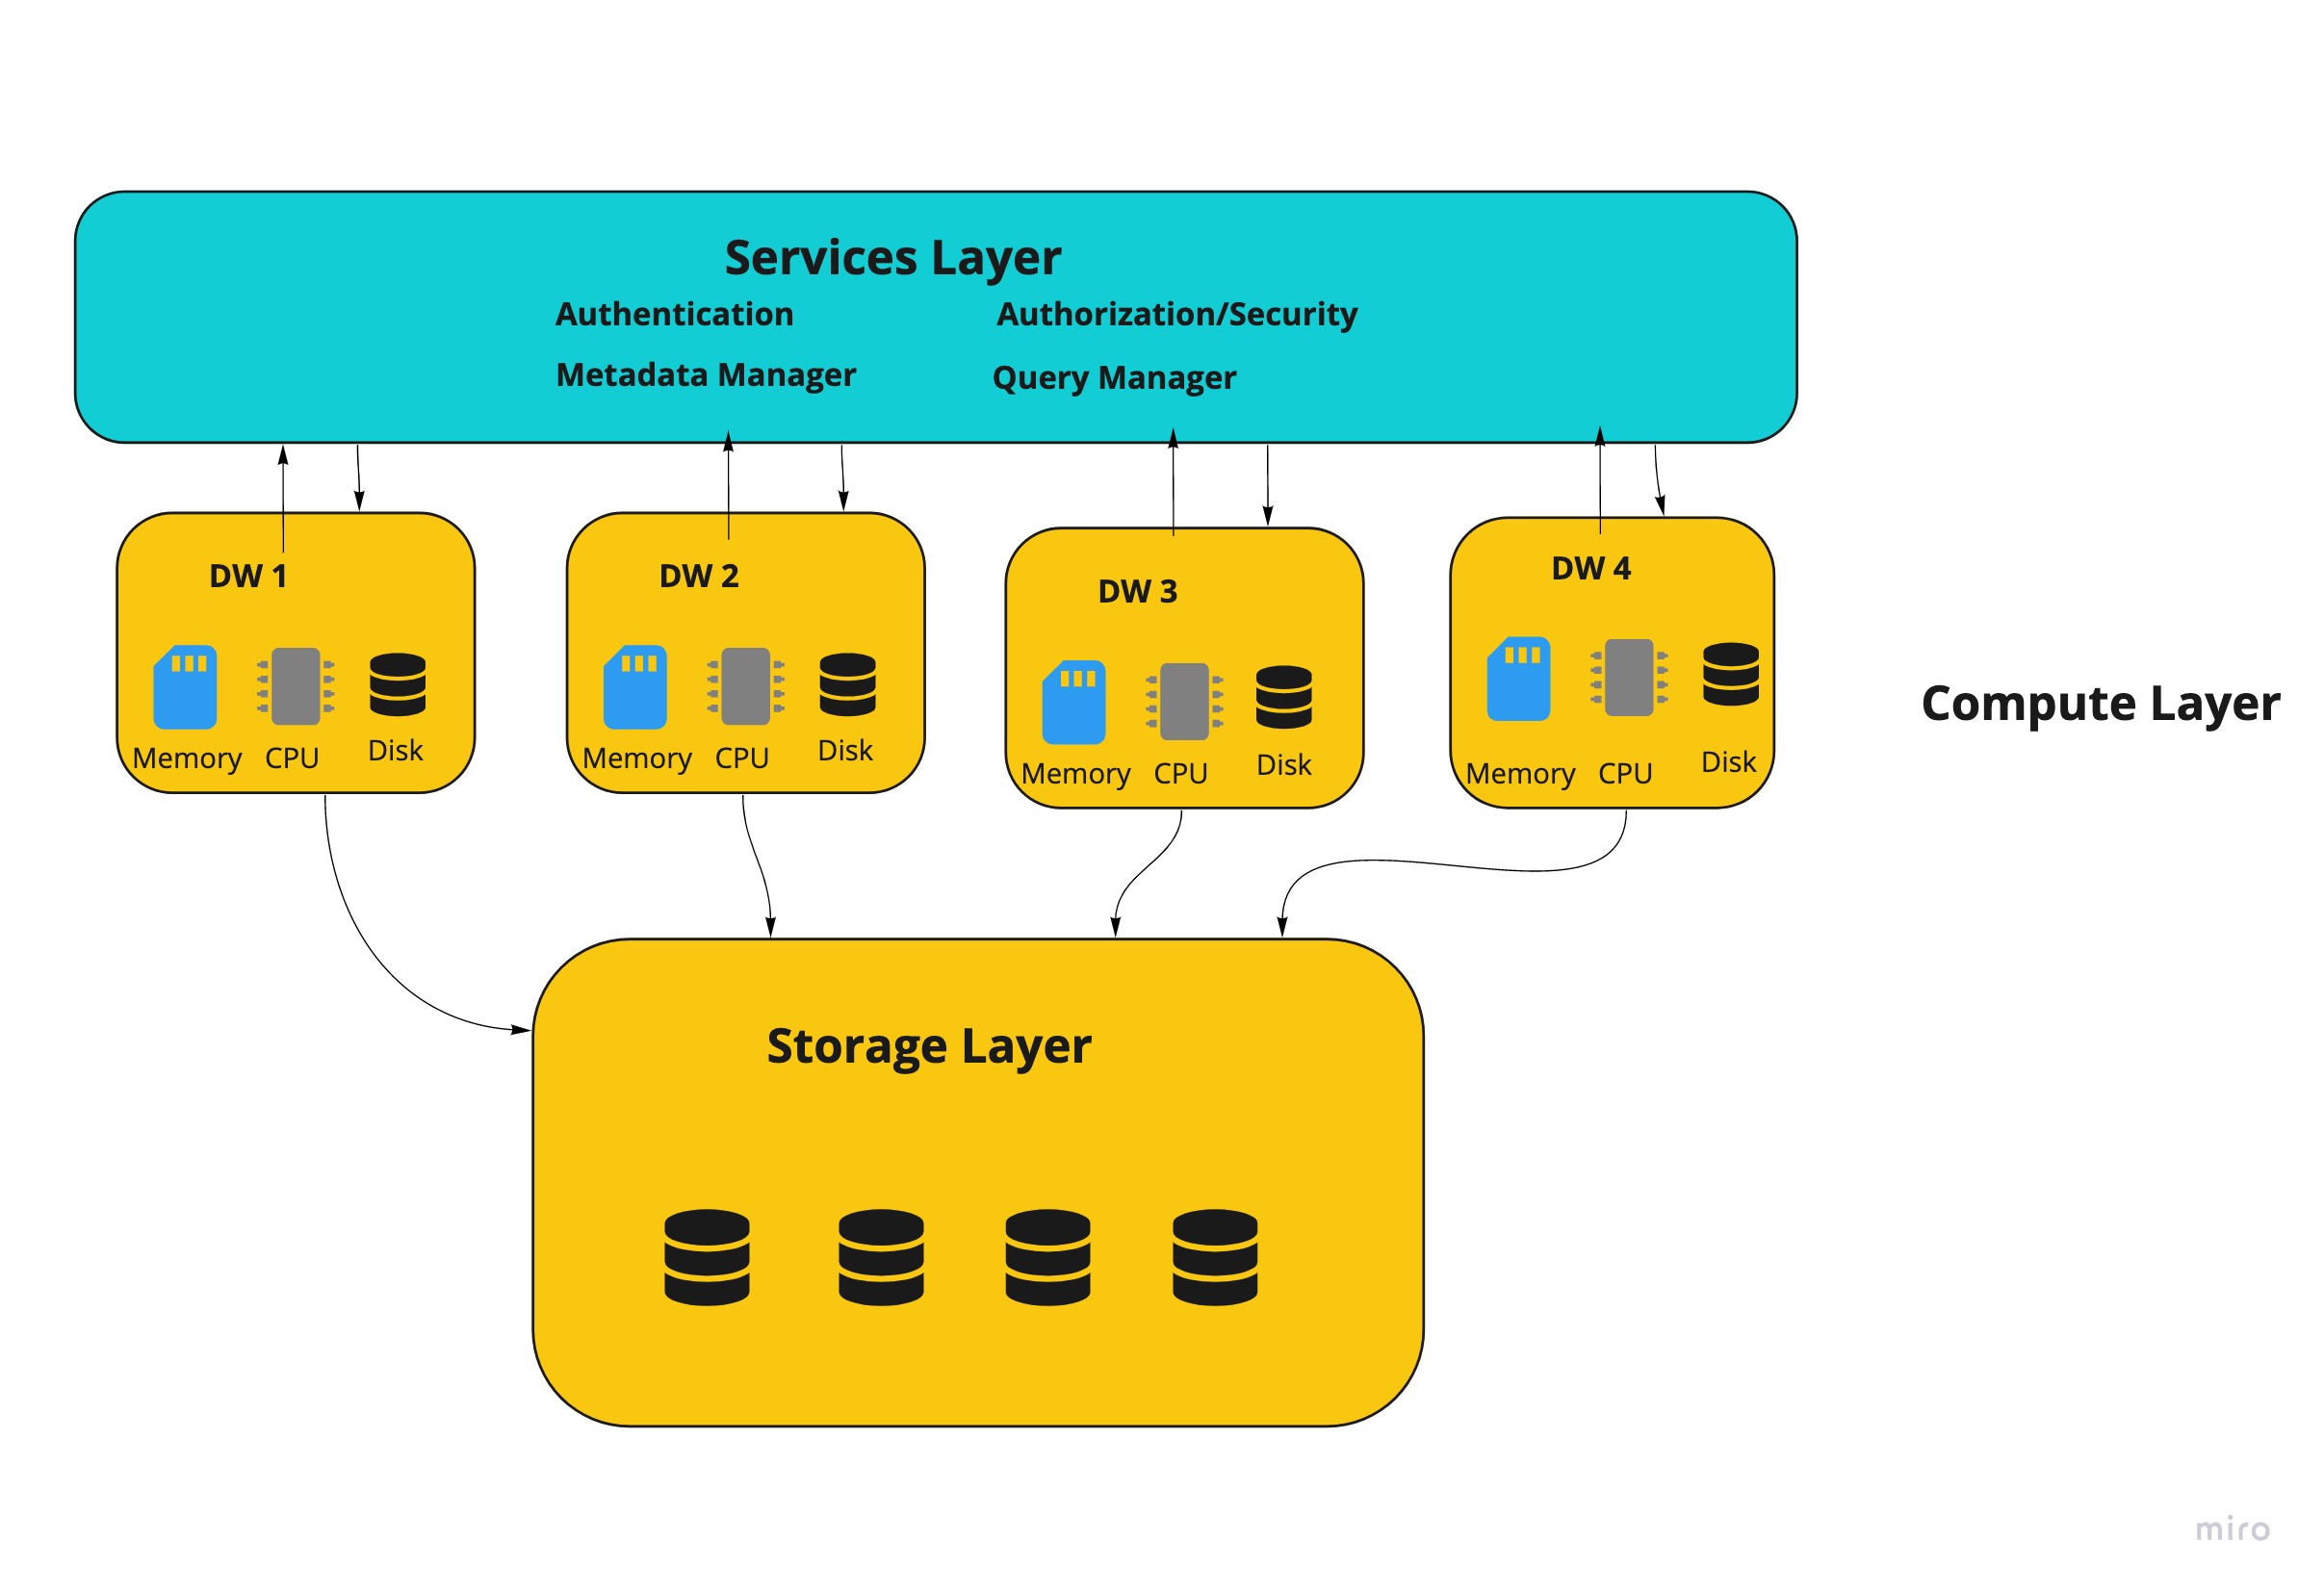 Services Layer
Authentication
Authorization/Security
Metadata Manager
Query Manager
DW 1
DW 2
DW 3
DW 4
Memory
CPU
Disk
Memory
CPU
Disk
Memory
CPU
Disk
Memory
CPU
Disk
Compute Layer
Storage Layer
miro